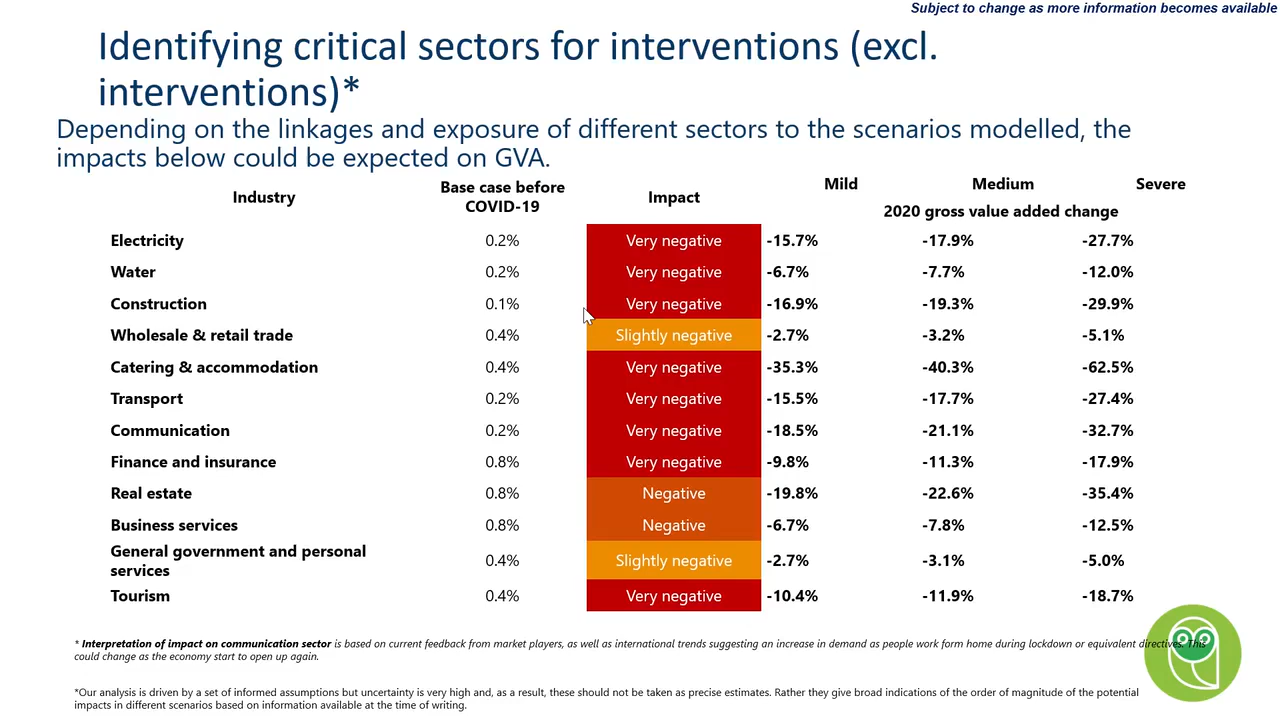 Subject to change as more information becomes available
Identifying critical sectors for interventions (excl.
interventions)*
Depending on the linkages and exposure of different sectors to the scenarios modelled, the
impacts below could be expected on GVA.
Industry Base case before COVID-19 Impact Mild Medium Severe
2020 gross value added change
Electricity 0.2% Very negative -15.7% -17.9% -27.7%
Water 0.2% Very negative -6.7% -7.7% -12.0%
Construction 0.1% Very negative -16.9% -19.3% -29.9%
Wholesale & retail trade 0.4% Slightly negative -2.7% -3.2% -5.1%
Catering & accommodation 0.4% Very negative -35.3% -40.3% -62.5%
Transport 0.2% Very negative -15.5% -17.7% -27.4%
Communication 0.2% Very negative -18.5% -21.1% -32.7%
Finance and insurance 0.8% Very negative -9.8% -11.3% -17.9%
Real estate 0.8% Negative -19.8% -22.6% -35.4%
Business services 0.8% Negative -6.7% -7.8% -12.5%
General government and personal
services 0.4% Slightly negative -2.7% -3.1% -5.0%
Tourism 0.4% Very negative -10.4% -11.9% -18.7%
* Interpretation of impact on communication sector is based on current feedback from market players, as well as international trends suggesting an increase in demand as people work form home during lockdown or equivalent directives. This
could change as the economy start to open up again.
*Our analysis is driven by a set of informed assumptions but uncertainty is very high and, as a result, these should not be taken as precise estimates. Rather they give broad indications of the order of magnitude of the potential
impacts in different scenarios based on information available at the time of writing.